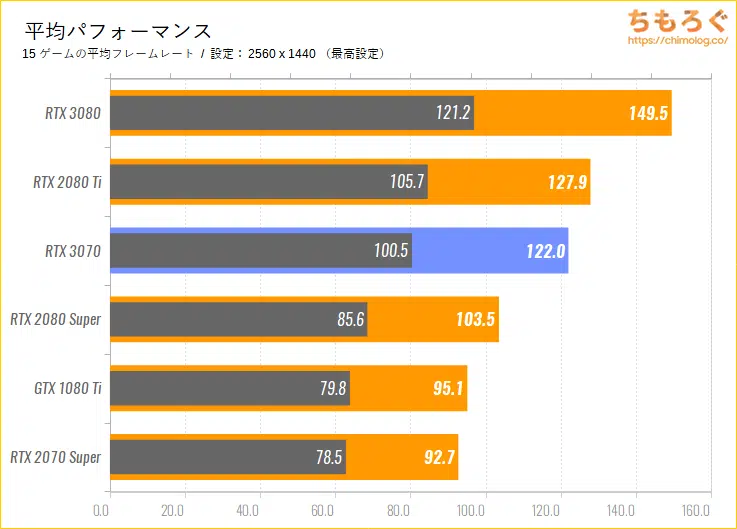 平均パフォーマンス
15 ゲームの平均フレームレート / 設定： 2560 x 1440 （最高設定）
ちもろぐ
https://chimolog.co/
RTX 3080 121.2 149.5
RTX 2080 Ti 105.7 127.9
RTX 3070 100.5 122.0
RTX 2080 Super 85.6 103.5
GTX 1080 Ti 79.8 95.1
RTX 2070 Super 78.5 92.7
0.0 20.0 40.0 60.0 80.0 100.0 120.0 140.0 160.0